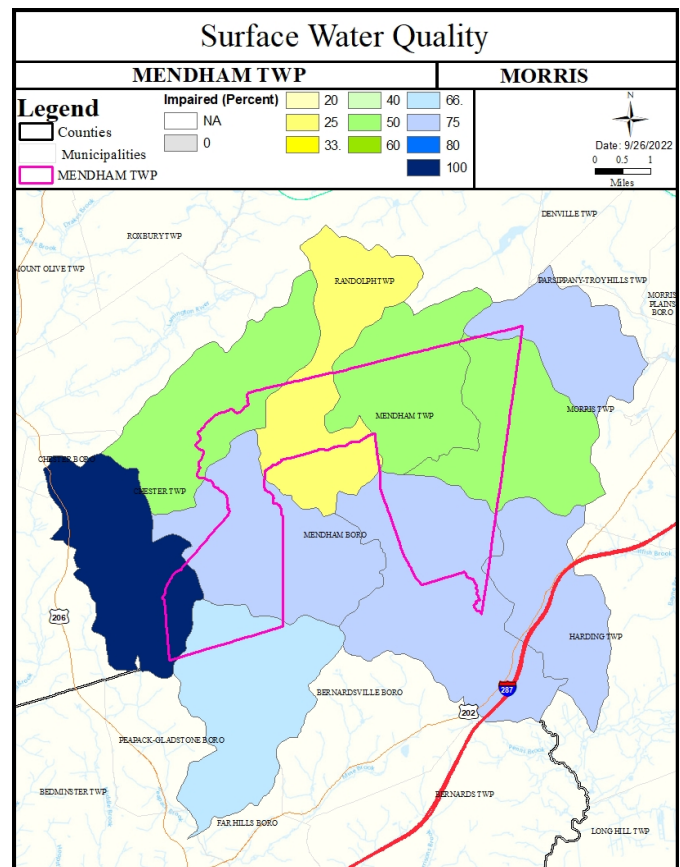 Surface Water Quality
MENDHAM TWP MORRIS
Legend
Counties
Municipalities
MENDHAM TWP
Impaired (Percent)
NA
0
20
25
33.
40
50
60
66.
75
80
100
N
Date: 9/26/2022
0 0.5 1
Miles
DENVILLE TWP
ROXBURY TWP
MOUNT OLIVE TWP
RANDOLPH TWP
PARSIPPANY-TROY HILLS TWP
MORRIS
PLAINS
BORO
MENDHAM TWP
MORRIS TWP
CHESTER BORO
CHESTER TWP
MENDHAM BORO
206
HARDING TWP
287
BERNARDSVILLE BORO
202
PEAPACK-GLADSTONE BORO
BEDMINSTER TWP
BERNARDS TWP
FAR HILLS BORO
LONG HILL TWP